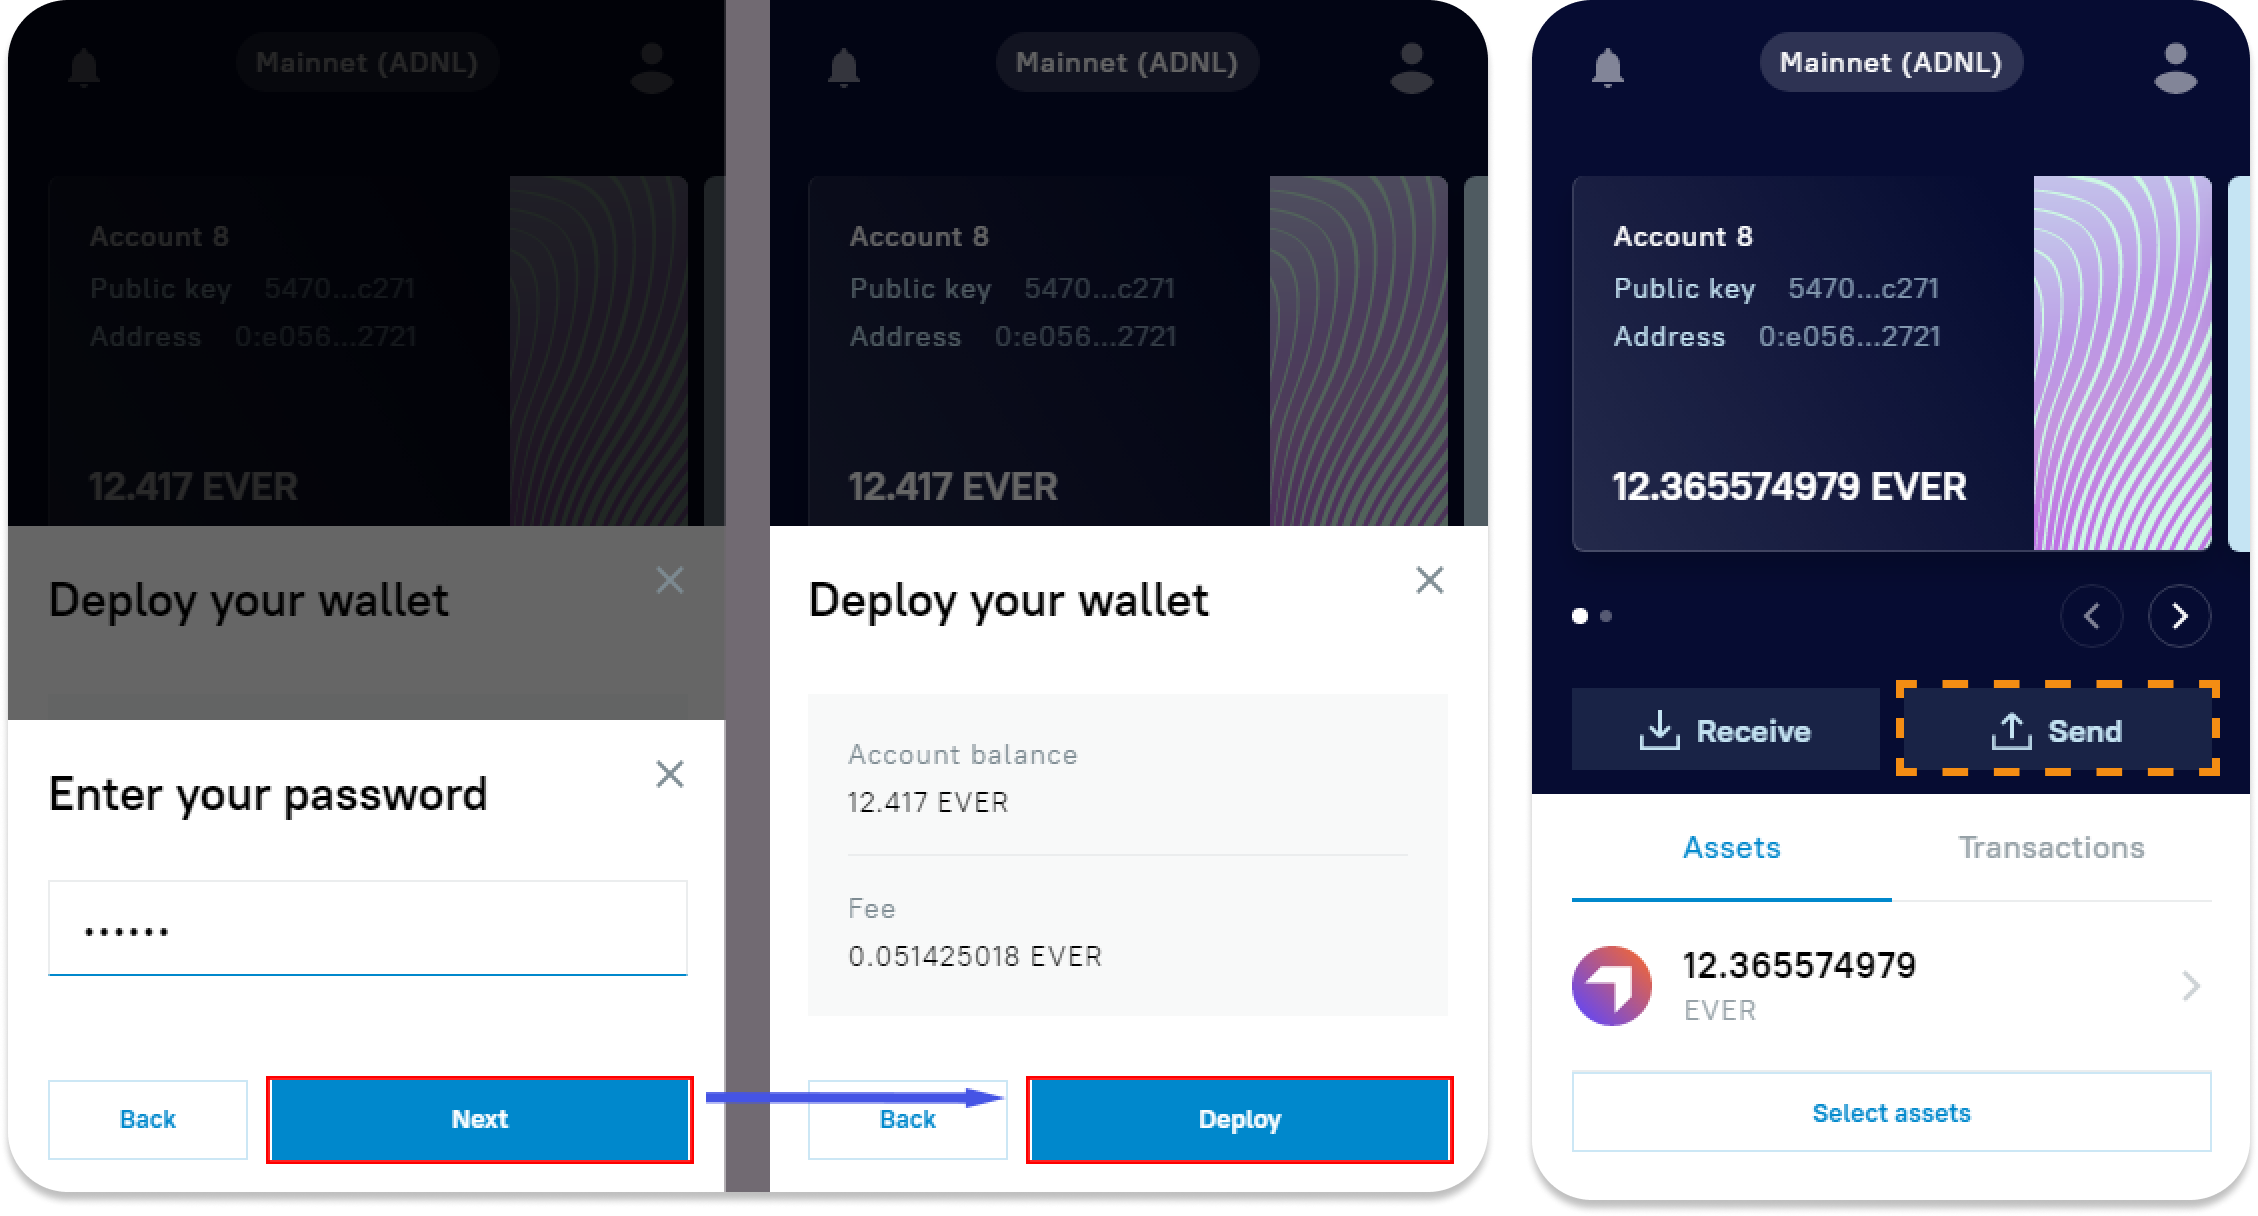 Mainnet (ADNL)
Account 8
Public key 5470...c271
Address 0:e056...2721
12.417 EVER
Deploy your wallet
Enter your password
••••••
Back
Next
Mainnet (ADNL)
Account 8
Public key 5470...c271
Address 0:e056...2721
12.417 EVER
Deploy your wallet
Account balance
12.417 EVER
Fee
0.051425018 EVER
Back
Deploy
Mainnet (ADNL)
Account 8
Public key 5470...c271
Address 0:e056...2721
12.365574979 EVER
Receive
Send
Assets
Transactions
12.365574979
EVER
Select assets